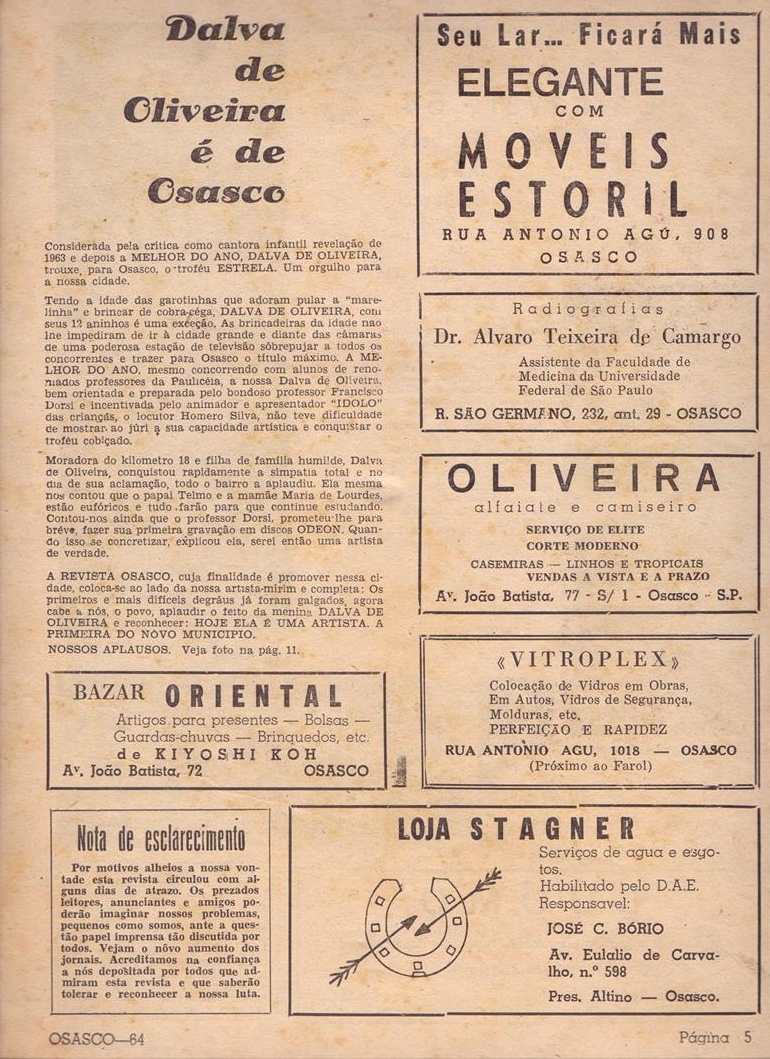 Dalva
de
Oliveira
é de
Osasco
Considerada pela crítica como cantora infantil revelação de
1963 e depois a MELHOR DO ANO, DALVA DE OLIVEIRA,
trouxe, para Osasco, o troféu ESTRELA. Um orgulho para
a nossa cidade.
Tendo a idade das garotinhas que adoram pular a "mare-
linha" e brincar de cobra-céga, DALVA DE OLIVEIRA, com
seus 12 aninhos é uma exceção. As brincadeiras da idade nao
lhe impediram de ir à cidade grande e diante das câmaras
de uma poderosa estação de televisão sôbrepujar a todos os
concorrentes e trazer para Osasco o título máximo. A ME-
LHOR DO ANO, mesmo concorrendo com alunos de reno-
mados professores da Paulicéia, a nossa Dalva de Oliveira,
bem orientada e preparada pelo bondoso professor Francisco
Dorsi e incentivada pelo animador e apresentador "IDOLO"
das crianças, o locutor Homero Silva, não teve dificuldade
de mostrar ao júri a sua capacidade artística e conquistar o
troféu cobiçado.
Moradora do kilometro 18 e filha de família humilde, Dalva
de Oliveira, conquistou rapidamente a simpatia total e no
dia de sua aclamação, todo o bairro a aplaudiu. Ela mesma
nos contou que o papai Telmo e a mamãe Maria de Lourdes,
estão eufóricos e tudo farão para que continue estudando.
Contou-nos ainda que o professor Dorsi, prometeu-lhe para
bréve, fazer sua primeira gravação em discos ODEON. Quan-
do isso se concretizar, explicou ela, serei então uma artista
de verdade.
A REVISTA OSASCO, cuja finalidade é promover nessa ci-
dade, coloca-se ao lado da nossa artista-mirim e completa: Os
primeiros e mais difíceis degráus já foram galgados, agora
cabe a nós, o povo, aplaudir o feito da menina DALVA DE
OLIVEIRA e reconhecer: HOJE ELA É UMA ARTISTA. A
PRIMEIRA DO NOVO MUNICIPIO.
NOSSOS APLAUSOS. Veja foto na pág. 11.
BAZAR ORIENTAL
Artigos para presentes — Bolsas —
Guardas-chuvas — Brinquedos, etc.
de KIYOSHI KOH
Av. João Batista, 72 OSASCO
Nota de esclarecimento
Por motivos alheios a nossa von-
tade esta revista circulou com al-
guns dias de atrazo. Os prezados
leitores, anunciantes e amigos po-
derão imaginar nossos problemas,
pequenos como somos, ante a ques-
tão papel imprensa tão discutida por
todos. Vejam o nôvo aumento dos
jornais. Acreditamos na confiança
a nós depositada por todos que ad-
miram esta revista e que saberão
tolerar e reconhecer a nossa luta.
Seu Lar... Ficará Mais
ELEGANTE
COM
MOVEIS
ESTORIL
RUA ANTONIO AGÚ, 908
OSASCO
Radiografias
Dr. Alvaro Teixeira de Camargo
Assistente da Faculdade de
Medicina da Universidade
Federal de São Paulo
R. SÃO GERMANO, 232, ant. 29 - OSASCO
OLIVEIRA
alfaiate e camiseiro
SERVIÇO DE ELITE
CORTE MODERNO
CASEMIRAS — LINHOS E TROPICAIS
VENDAS A VISTA E A PRAZO
Av. João Batista, 77 - S/ 1 - Osasco - S.P.
«VITROPLEX»
Colocação de Vidros em Obras,
Em Autos, Vidros de Segurança,
Molduras, etc.
PERFEIÇÃO E RAPIDEZ
RUA ANTONIO AGU, 1018 — OSASCO
(Próximo ao Farol)
LOJA STAGNER
Serviços de agua e esgo-
tos.
Habilitado pelo D.A.E.
Responsavel:
JOSÉ C. BÓRIO
Av. Eulalio de Carva-
lho, n.º 598
Pres. Altino — Osasco.
OSASCO—64
Página 5